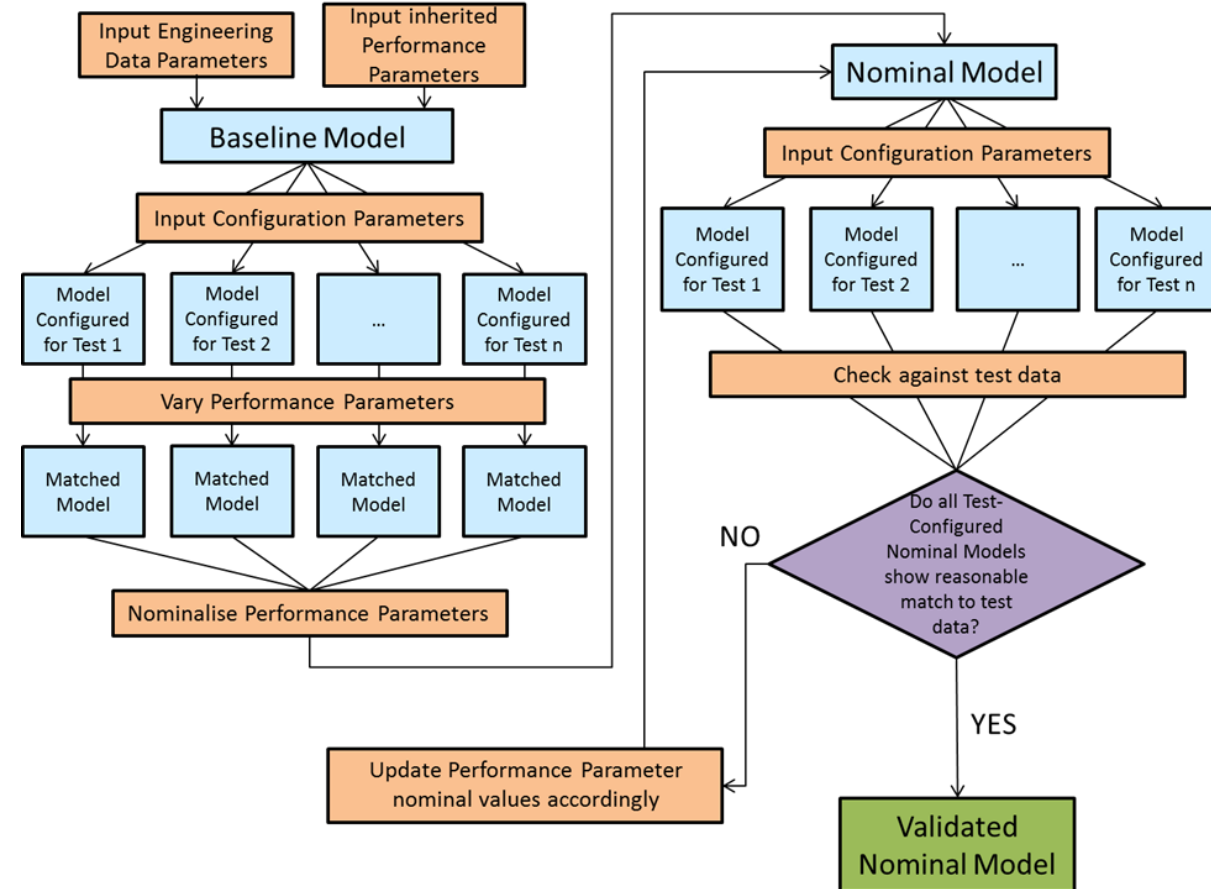 Input Engineering
Data Parameters
Input inherited
Performance
Parameters
Baseline Model
Input Configuration Parameters
Model
Configured
for Test 1
Model
Configured
for Test 2
...
Model
Configured
for Test n
Vary Performance Parameters
Matched
Model
Matched
Model
Matched
Model
Matched
Model
Nominalise Performance Parameters
Nominal Model
Input Configuration Parameters
Model
Configured
for Test 1
Model
Configured
for Test 2
...
Model
Configured
for Test n
Check against test data
Do all Test-
Configured
Nominal Models
show reasonable
match to test
data?
NO
Update Performance Parameter
nominal values accordingly
YES
Validated
Nominal Model